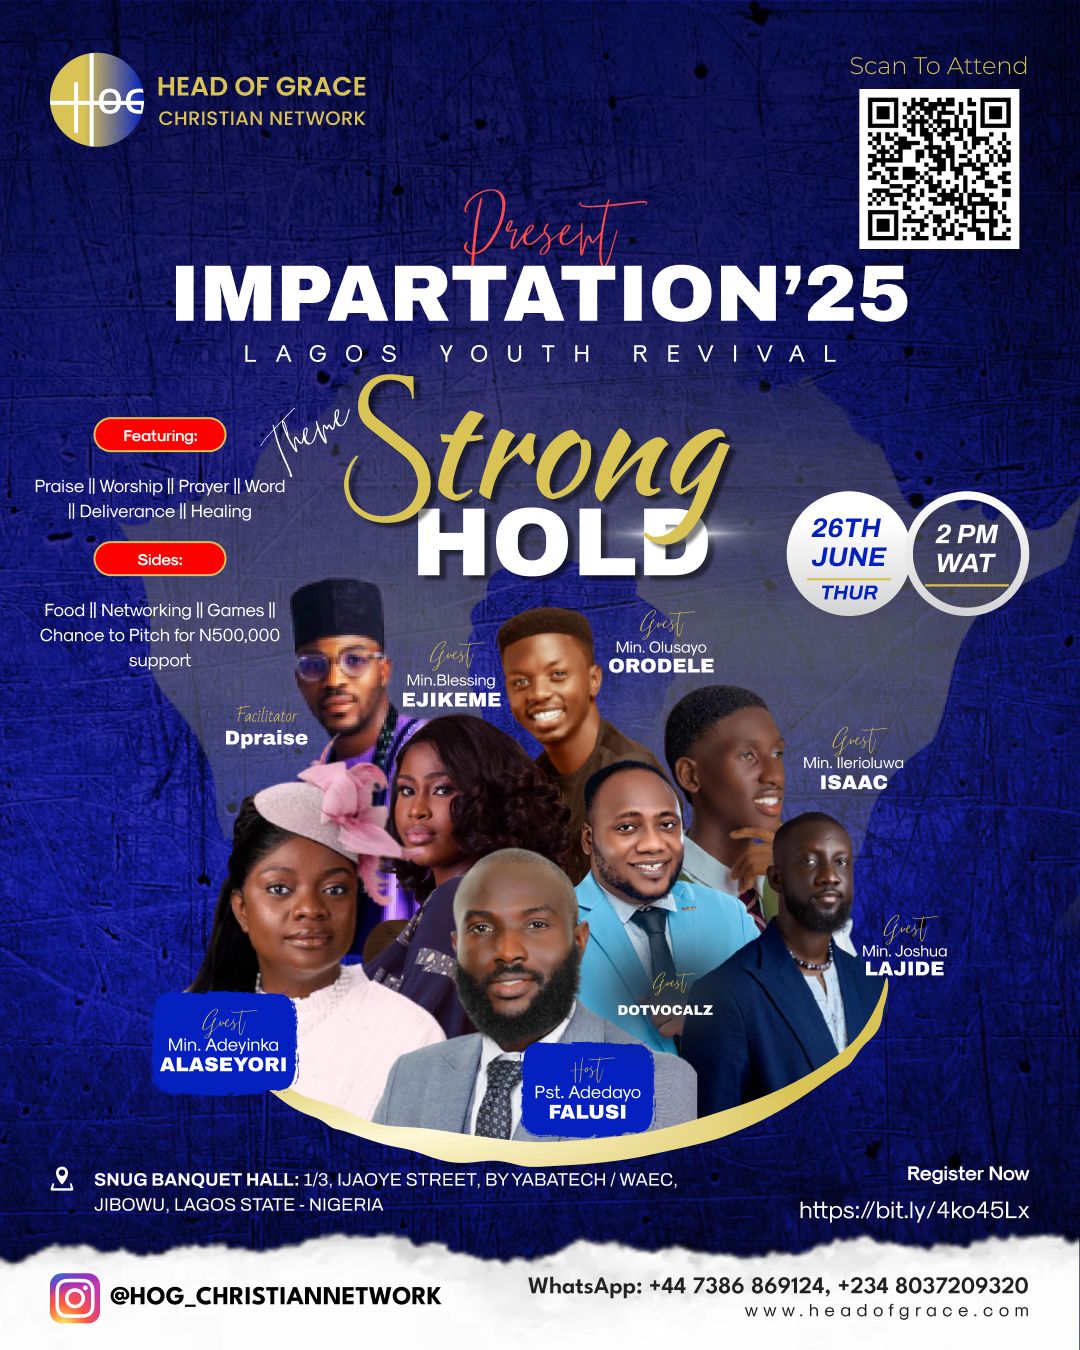 HOG
HEAD OF GRACE
CHRISTIAN NETWORK
Scan To Attend
Present
IMPARTATION’25
LAGOS YOUTH REVIVAL
Theme
Strong
HOLD
Featuring:
Praise || Worship || Prayer || Word
|| Deliverance || Healing
Sides:
Food || Networking || Games ||
Chance to Pitch for N500,000
support
26TH
JUNE
THUR
2 PM
WAT
Facilitator
Dpraise
Guest
Min.Blessing
EJIKEME
Guest
Min. Olusayo
ORODELE
Guest
Min. Ilerioluwa
ISAAC
Guest
Min. Joshua
LAJIDE
Guest
DOTVOCALZ
Guest
Min. Adeyinka
ALASEYORI
Host
Pst. Adedayo
FALUSI
SNUG BANQUET HALL: 1/3, IJAOYE STREET, BY YABATECH / WAEC,
JIBOWU, LAGOS STATE - NIGERIA
Register Now
https://bit.ly/4ko45Lx
@HOG_CHRISTIANNETWORK
WhatsApp: +44 7386 869124, +234 8037209320
www.headofgrace.com